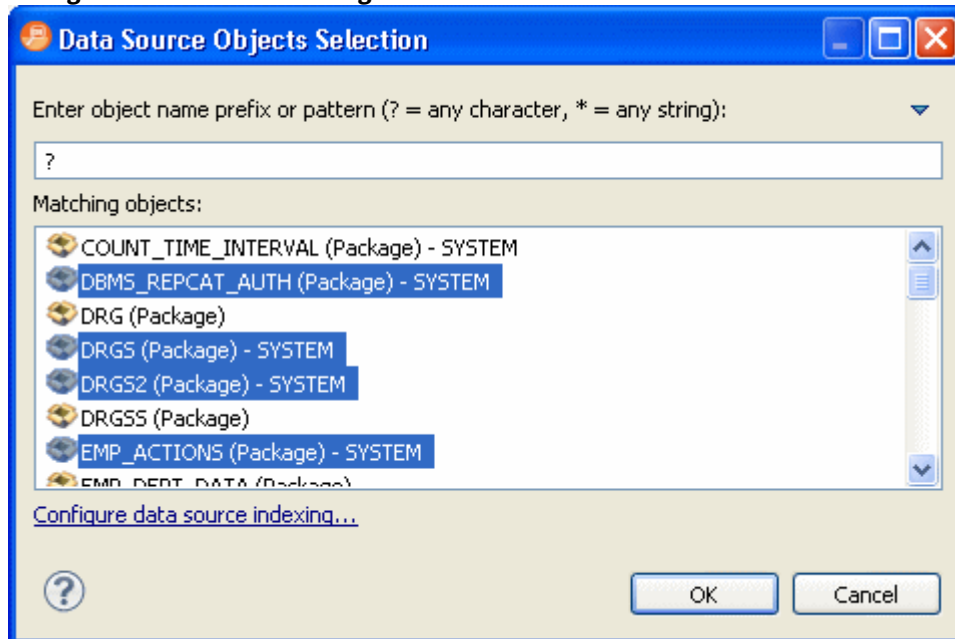 Data Source Objects Selection
Enter object name prefix or pattern (? = any character, * = any string):
?
Matching objects:
COUNT_TIME_INTERVAL (Package) - SYSTEM
DBMS_REPCAT_AUTH (Package) - SYSTEM
DRG (Package)
DRGS (Package) - SYSTEM
DRGS2 (Package) - SYSTEM
DRGSS (Package)
EMP_ACTIONS (Package) - SYSTEM
EMP_DEPT_DATA (Package)
Configure data source indexing...
?
OK
Cancel